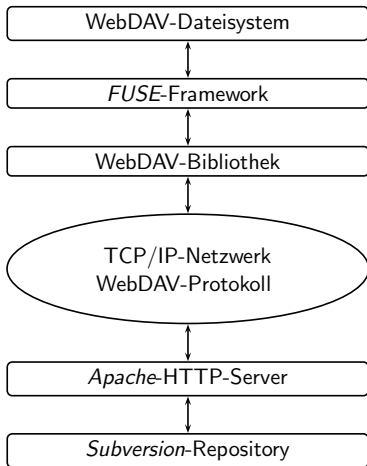 WebDAV-Dateisystem
FUSE-Framework
WebDAV-Bibliothek
TCP/IP-Netzwerk
WebDAV-Protokoll
Apache-HTTP-Server
Subversion-Repository